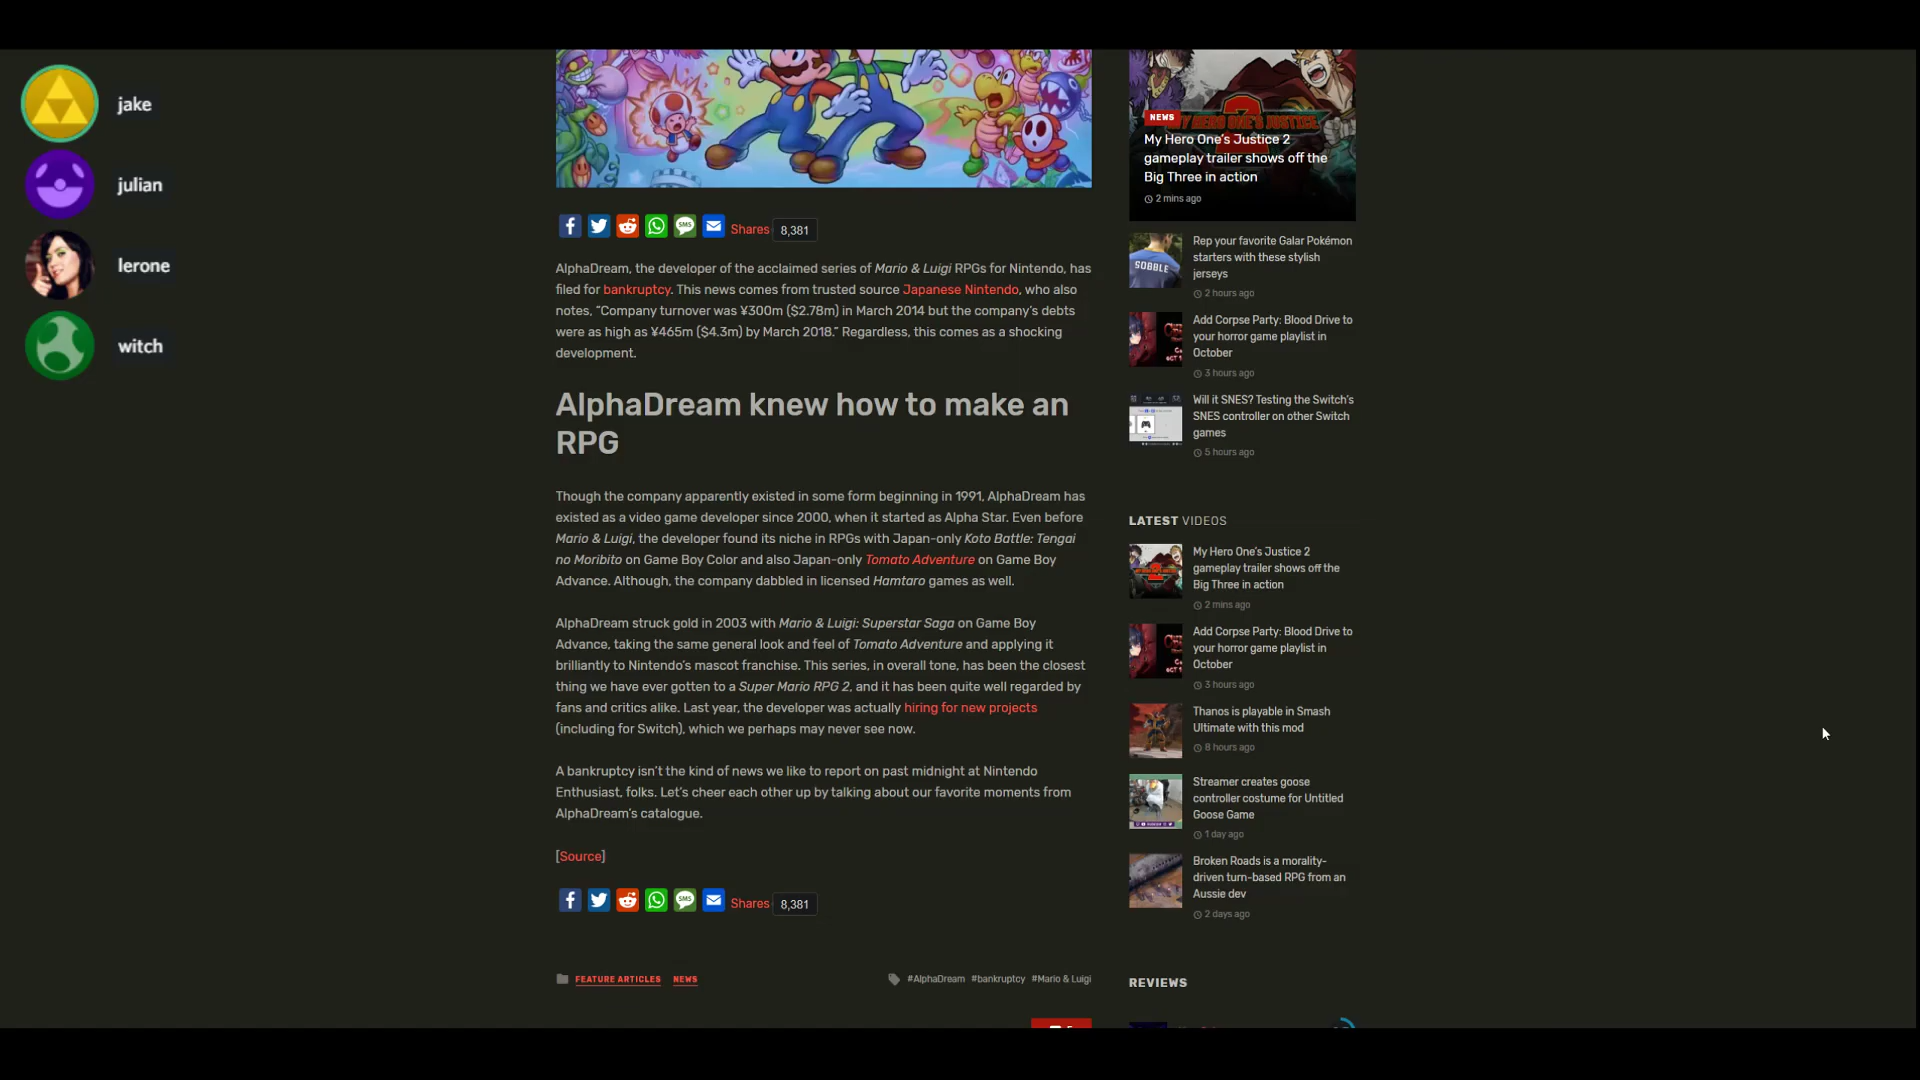 jake
julian
lerone
witch
Shares 8,381
AlphaDream, the developer of the acclaimed series of Mario & Luigi RPGs for Nintendo, has
filed for bankruptcy. This news comes from trusted source Japanese Nintendo, who also
notes, “Company turnover was ¥300m ($2.78m) in March 2014 but the company’s debts
were as high as ¥465m ($4.3m) by March 2018.” Regardless, this comes as a shocking
development.
AlphaDream knew how to make an
RPG
Though the company apparently existed in some form beginning in 1991, AlphaDream has
existed as a video game developer since 2000, when it started as Alpha Star. Even before
Mario & Luigi, the developer found its niche in RPGs with Japan-only Koto Battle: Tengai
no Moribito on Game Boy Color and also Japan-only Tomato Adventure on Game Boy
Advance. Although, the company dabbled in licensed Hamtaro games as well.
AlphaDream struck gold in 2003 with Mario & Luigi: Superstar Saga on Game Boy
Advance, taking the same general look and feel of Tomato Adventure and applying it
brilliantly to Nintendo’s mascot franchise. This series, in overall tone, has been the closest
thing we have ever gotten to a Super Mario RPG 2, and it has been quite well regarded by
fans and critics alike. Last year, the developer was actually hiring for new projects
(including for Switch), which we perhaps may never see now.
A bankruptcy isn’t the kind of news we like to report on past midnight at Nintendo
Enthusiast, folks. Let’s cheer each other up by talking about our favorite moments from
AlphaDream’s catalogue.
[Source]
Shares 8,381
FEATURE ARTICLES NEWS
#AlphaDream #bankruptcy #Mario & Luigi
MY HERO ONE'S JUSTICE
2
NEWS
My Hero One’s Justice 2
gameplay trailer shows off the
Big Three in action
2 mins ago
SOBBLE
Rep your favorite Galar Pokémon
starters with these stylish
jerseys
2 hours ago
Add Corpse Party: Blood Drive to
your horror game playlist in
October
3 hours ago
Will it SNES? Testing the Switch’s
SNES controller on other Switch
games
5 hours ago
LATEST VIDEOS
My Hero One’s Justice 2
gameplay trailer shows off the
Big Three in action
2 mins ago
Add Corpse Party: Blood Drive to
your horror game playlist in
October
3 hours ago
Thanos is playable in Smash
Ultimate with this mod
8 hours ago
Streamer creates goose
controller costume for Untitled
Goose Game
1 day ago
Broken Roads is a morality-
driven turn-based RPG from an
Aussie dev
2 days ago
REVIEWS